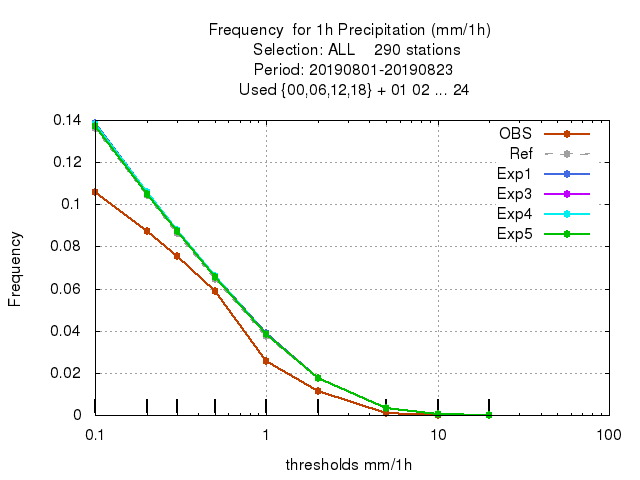 Frequency  for 1h Precipitation (mm/1h)
Selection: ALL    290 stations
Period: 20190801-20190823
Used {00,06,12,18} + 01 02 ... 24
0.14
0.12
0.1
0.08
0.06
0.04
0.02
0
Frequency
OBS
Ref
Exp1
Exp3
Exp4
Exp5
0.1 1 10 100
thresholds mm/1h